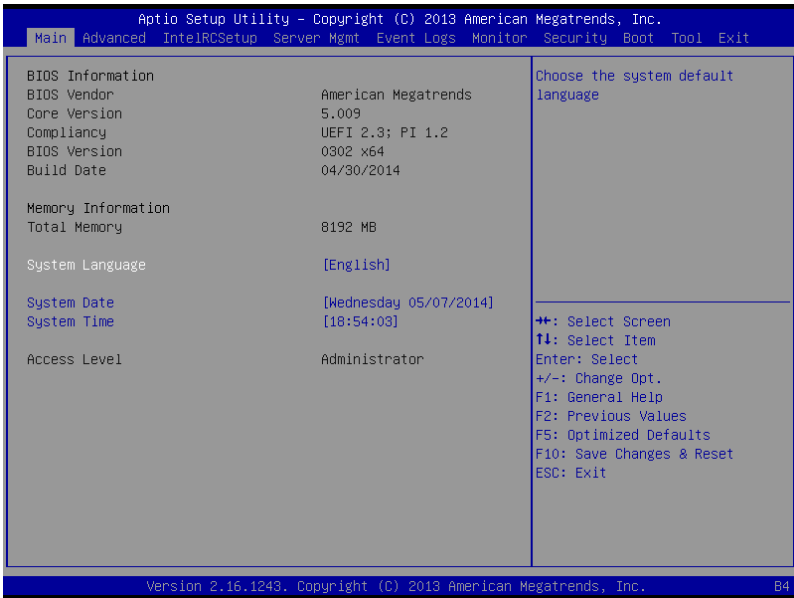 Aptio Setup Utility – Copyright (C) 2013 American Megatrends, Inc.
Main Advanced IntelRCSetup Server Mgmt Event Logs Monitor Security Boot Tool Exit
BIOS Information
BIOS Vendor American Megatrends
Core Version 5.009
Compliancy UEFI 2.3; PI 1.2
BIOS Version 0302 x64
Build Date 04/30/2014
Memory Information
Total Memory 8192 MB
System Language [English]
System Date [Wednesday 05/07/2014]
System Time [18:54:03]
Access Level Administrator
Choose the system default
language
→←: Select Screen
↑↓: Select Item
Enter: Select
+/-: Change Opt.
F1: General Help
F2: Previous Values
F5: Optimized Defaults
F10: Save Changes & Reset
ESC: Exit
Version 2.16.1243. Copyright (C) 2013 American Megatrends, Inc.
B4